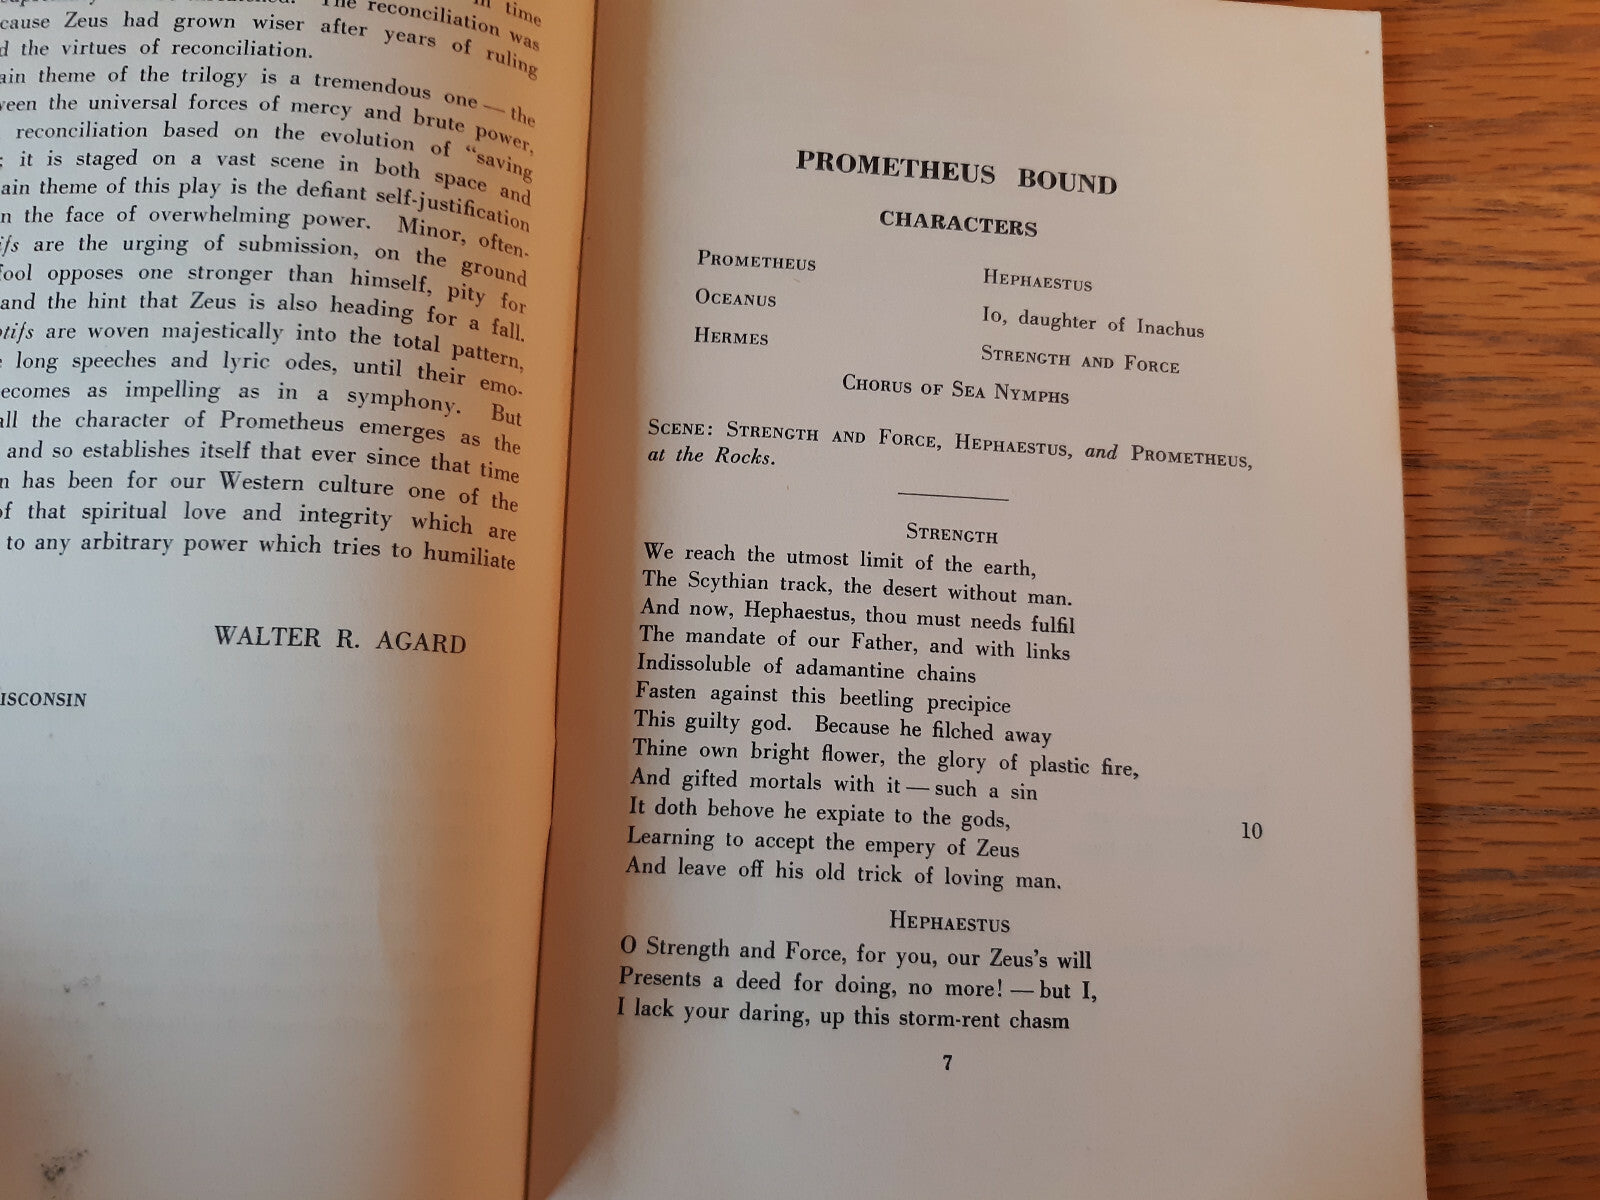 in time
The reconciliation was
cause Zeus had grown wiser after years of ruling
the virtues of reconciliation.
ain theme of the trilogy is a tremendous one — the
ween the universal forces of mercy and brute power,
reconciliation based on the evolution of "saving
; it is staged on a vast scene in both space and
ain theme of this play is the defiant self-justification
n the face of overwhelming power. Minor, often-
ifs are the urging of submission, on the ground
fool opposes one stronger than himself, pity for
and the hint that Zeus is also heading for a fall.
otifs are woven majestically into the total pattern,
long speeches and lyric odes, until their emo-
ecomes as impelling as in a symphony. But
all the character of Prometheus emerges as the
and so establishes itself that ever since that time
n has been for our Western culture one of the
of that spiritual love and integrity which are
to any arbitrary power which tries to humiliate
WALTER R. AGARD
ISCONSIN
PROMETHEUS BOUND
CHARACTERS
PROMETHEUS
HEPHAESTUS
OCEANUS
IO, daughter of Inachus
HERMES
STRENGTH AND FORCE
CHORUS OF SEA NYMPHS
SCENE: STRENGTH AND FORCE, HEPHAESTUS, and PROMETHEUS,
at the Rocks.
STRENGTH
We reach the utmost limit of the earth,
The Scythian track, the desert without man.
And now, Hephaestus, thou must needs fulfil
The mandate of our Father, and with links
Indissoluble of adamantine chains
Fasten against this beetling precipice
This guilty god. Because he filched away
Thine own bright flower, the glory of plastic fire,
And gifted mortals with it — such a sin
It doth behove he expiate to the gods, 10
Learning to accept the empery of Zeus
And leave off his old trick of loving man.
HEPHAESTUS
O Strength and Force, for you, our Zeus's will
Presents a deed for doing, no more! — but I,
I lack your daring, up this storm-rent chasm
7